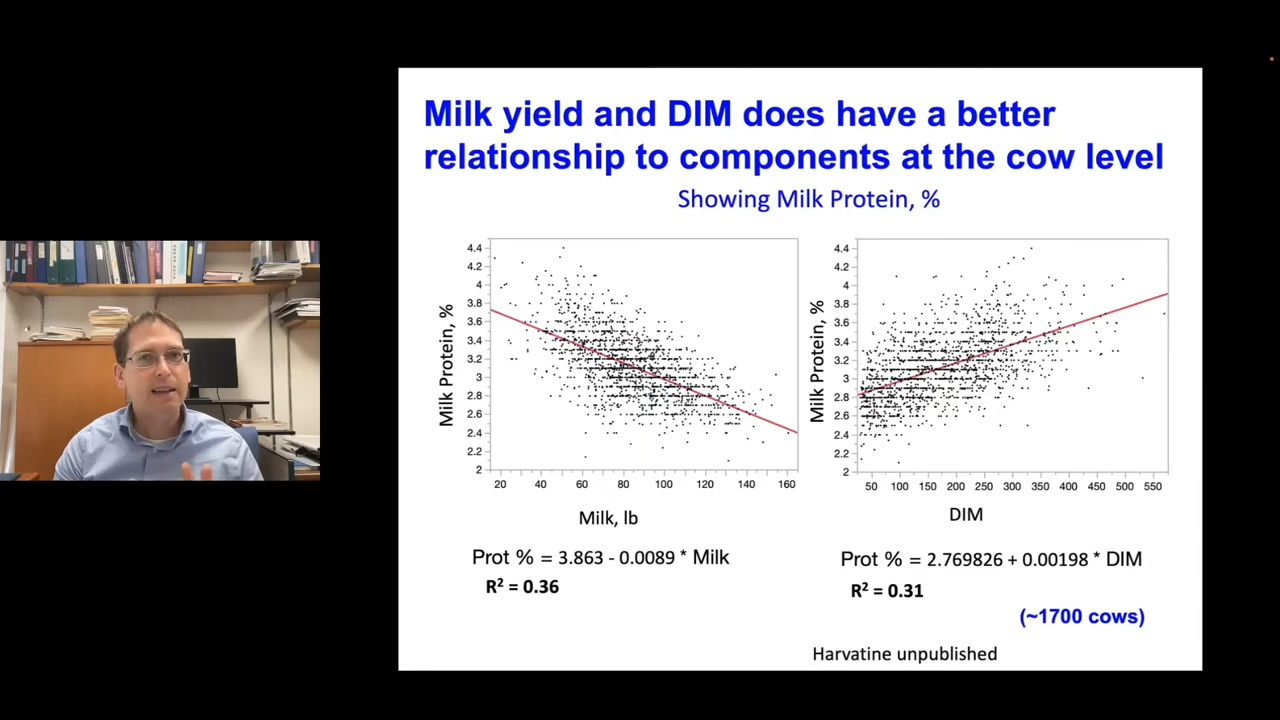 Milk yield and DIM does have a better
relationship to components at the cow level
Showing Milk Protein, %
Milk Protein, %
4.4
4.2
4
3.8
3.6
3.4
3.2
3
2.8
2.6
2.4
2.2
2
20 40 60 80 100 120 140 160
Milk, lb
Prot % = 3.863 - 0.0089 * Milk
R² = 0.36
Milk Protein, %
4.4
4.2
4
3.8
3.6
3.4
3.2
3
2.8
2.6
2.4
2.2
2
50 100 150 200 250 300 350 400 450 500 550
DIM
Prot % = 2.769826 + 0.00198 * DIM
R² = 0.31
(~1700 cows)
Harvatine unpublished